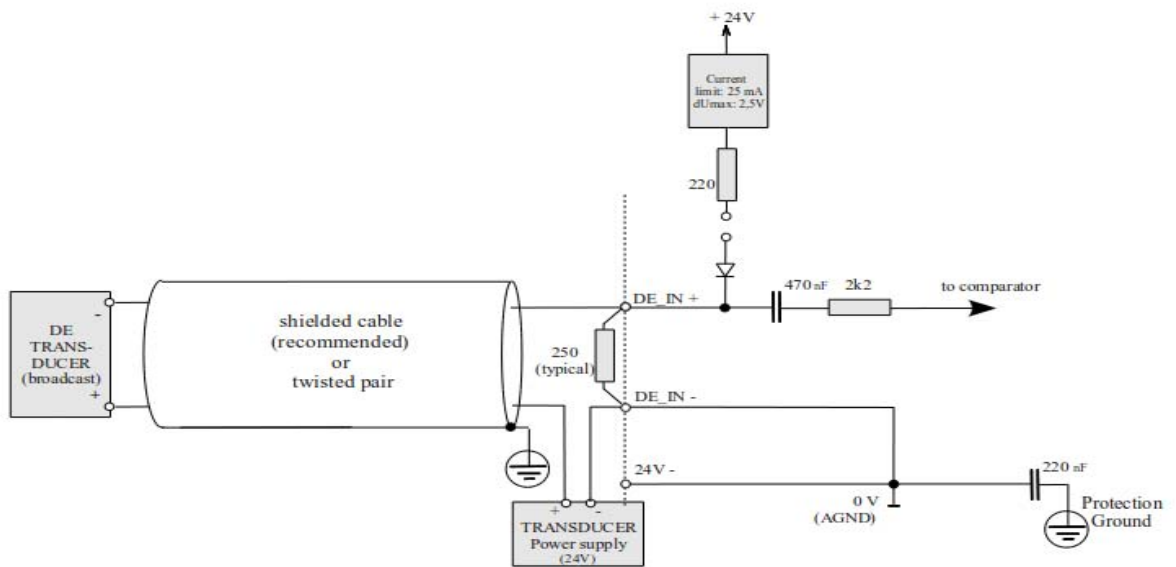 + 24V
Current
limit: 25 mA
dUmax: 2,5V
220
DE_IN +
470 nF
2k2
to comparator
-
DE
TRANS-
DUCER
(broadcast)
+
shielded cable
(recommended)
or
twisted pair
250
(typical)
DE_IN -
24V -
0 V
(AGND)
220 nF
Protection
Ground
+ -
TRANSDUCER
Power supply
(24V)